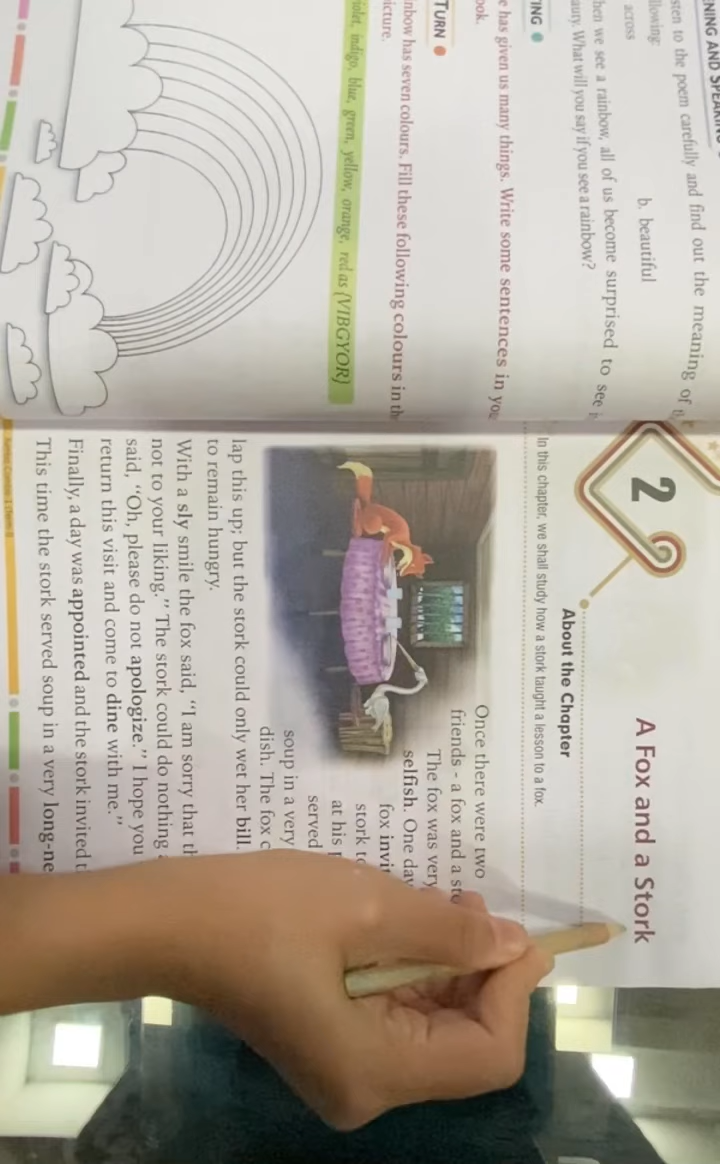 NING AND SPEAKING
sten to the poem carefully and find out the meaning of
llowing:
across
b. beautiful
hen we see a rainbow, all of us become surprised to see
auty. What will you say if you see a rainbow?
TING
e has given us many things. Write some sentences in
ook.
TURN
nbow has seven colours. Fill these following colours in
icture.
iolet, indigo, blue, green, yellow, orange, red as (VIBGYOR)
2
A Fox and a Stork
About the Chapter
In this chapter, we shall study how a stork taught a lesson to a fox.
Once there were two
friends - a fox and a
The fox was very
selfish. One day
fox
stork
at his
served
soup in a very
dish. The fox
lap this up; but the stork could only wet her bill.
to remain hungry.
With a sly smile the fox said, "I am sorry that
not to your liking." The stork could do nothing
said, "Oh, please do not apologize." I hope you
return this visit and come to dine with me."
Finally, a day was appointed and the stork invited
This time the stork served soup in a very long-ne